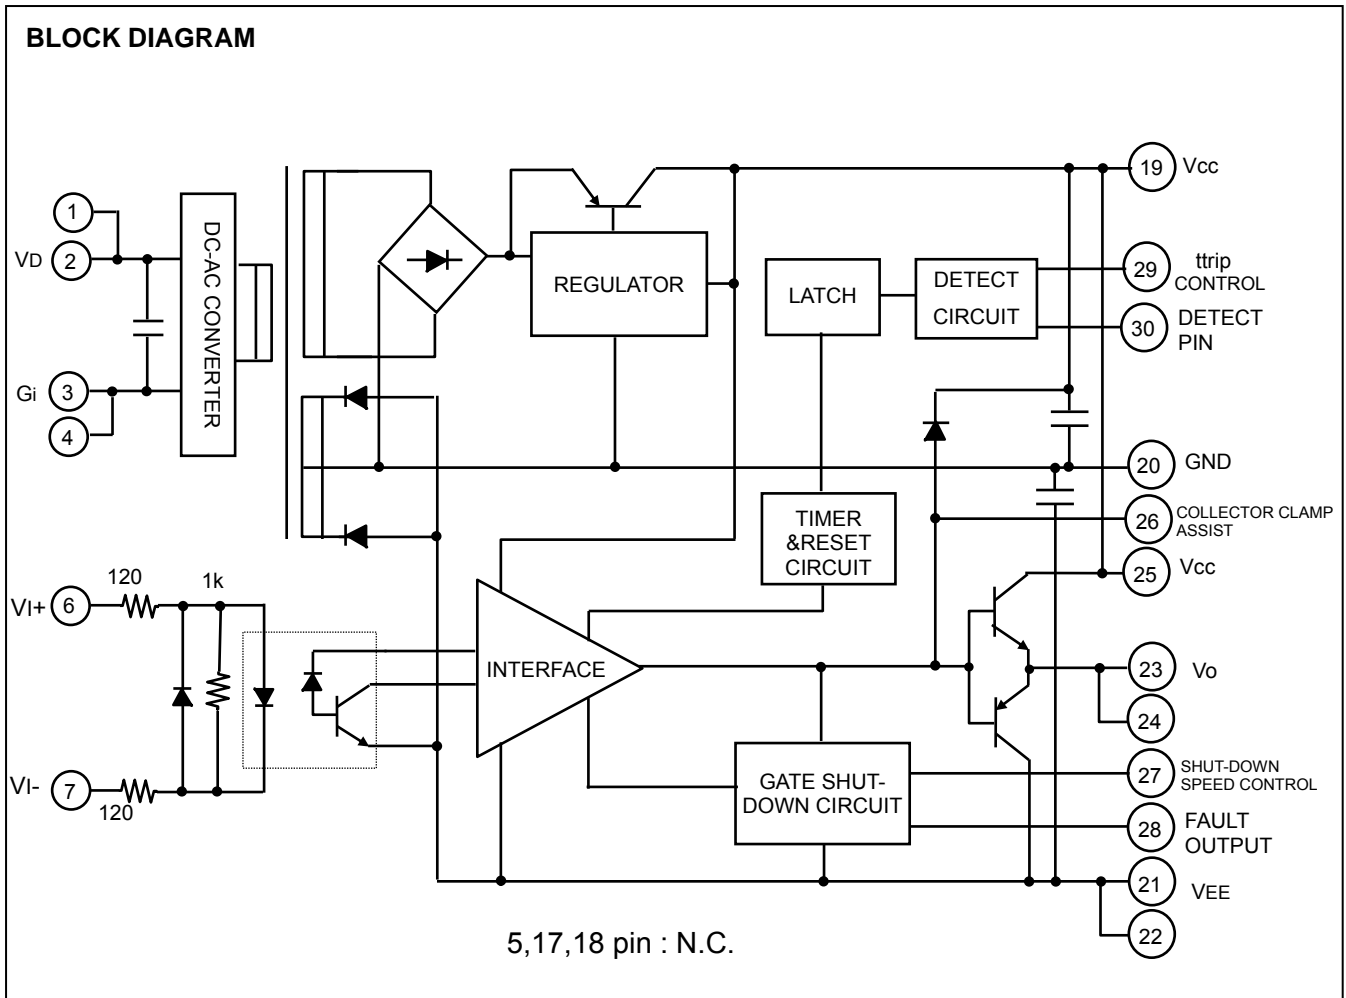 BLOCK DIAGRAM
1
VD
2
Gi
3
4
DC-AC CONVERTER
REGULATOR
LATCH
DETECT
CIRCUIT
19
Vcc
29
ttrip
CONTROL
30
DETECT
PIN
20
GND
TIMER
&RESET
CIRCUIT
26
COLLECTOR CLAMP
ASSIST
25
Vcc
120
1k
VI+
6
INTERFACE
23
Vo
24
VI-
7
120
GATE SHUT-
DOWN CIRCUIT
27
SHUT-DOWN
SPEED CONTROL
28
FAULT
OUTPUT
21
VEE
22
5,17,18 pin : N.C.